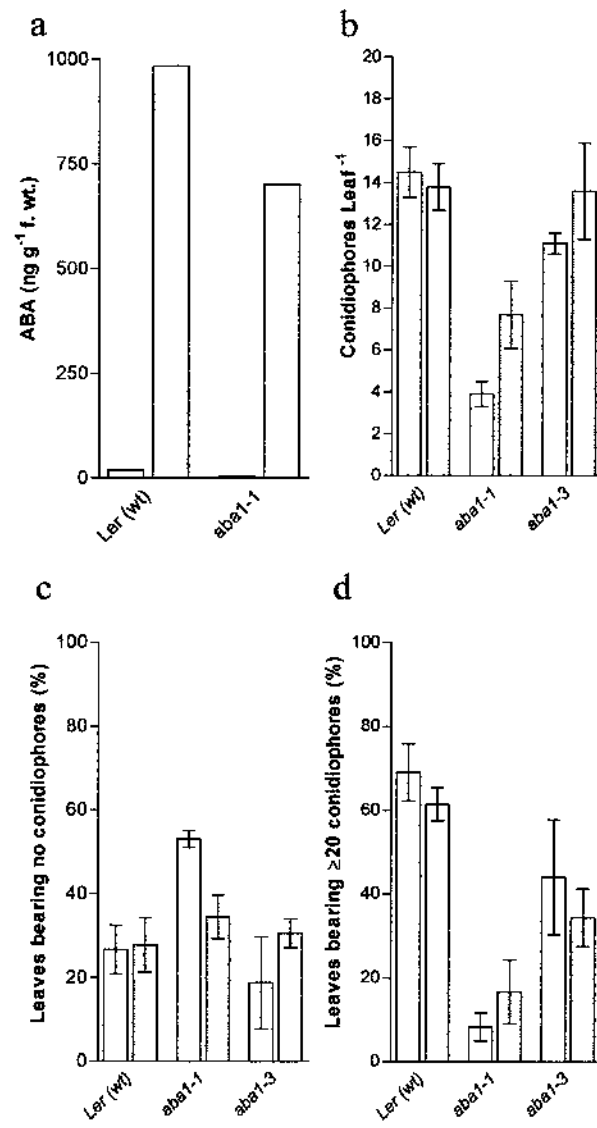 a
ABA (ng g⁻¹ f. wt.)
1000
750
500
250
0
Ler (wt)
aba1-1
b
Conidiophores Leaf⁻¹
20
18
16
14
12
10
8
6
4
2
0
Ler (wt)
aba1-1
aba1-3
c
Leaves bearing no conidiophores (%)
100
80
60
40
20
0
Ler (wt)
aba1-1
aba1-3
d
Leaves bearing ≥20 conidiophores (%)
100
80
60
40
20
0
Ler (wt)
aba1-1
aba1-3